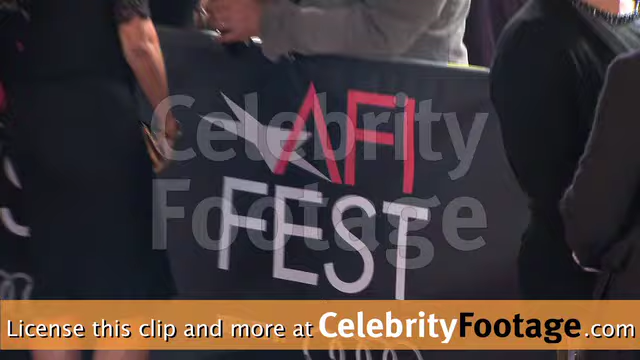 AFI
FEST
Celebrity
Footage
License this clip and more at CelebrityFootage.com